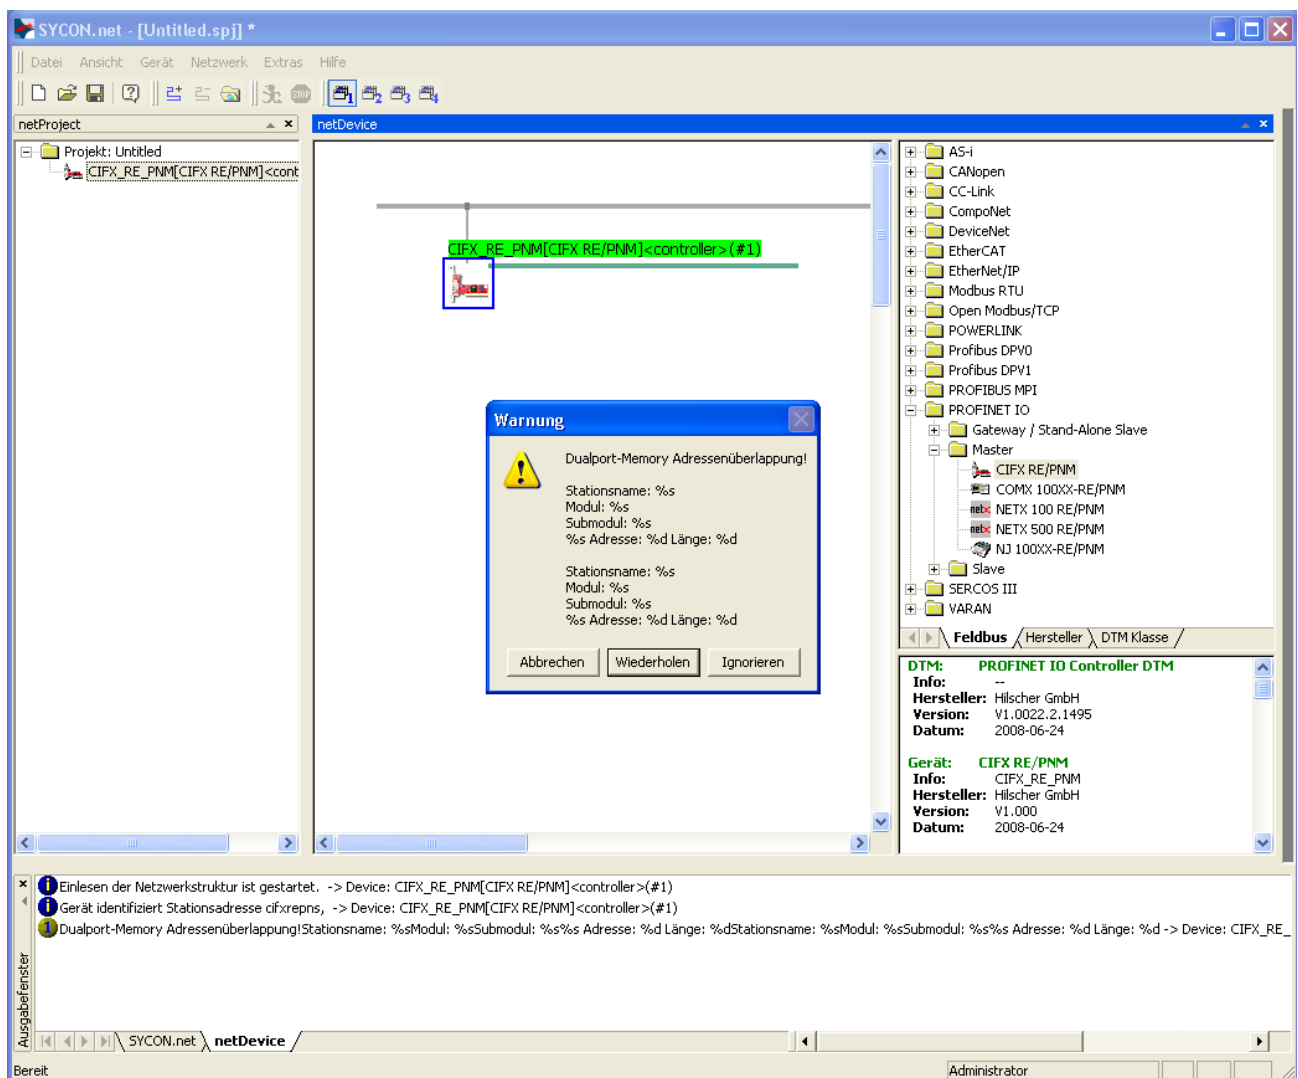 SYCON.net - [Untitled.spj] *
Datei Ansicht Gerät Netzwerk Extras Hilfe
netProject
netDevice
Projekt: Untitled
CIFX_RE_PNM[CIFX RE/PNM]<cont
CIFX_RE_PNM[CIFX RE/PNM]<controller>(#1)
Warnung
Dualport-Memory Adressenüberlappung!
Stationsname: %s
Modul: %s
Submodul: %s
%s Adresse: %d Länge: %d
Stationsname: %s
Modul: %s
Submodul: %s
%s Adresse: %d Länge: %d
Abbrechen Wiederholen Ignorieren
AS-i
CANopen
CC-Link
CompoNet
DeviceNet
EtherCAT
EtherNet/IP
Modbus RTU
Open Modbus/TCP
POWERLINK
Profibus DPV0
Profibus DPV1
PROFIBUS MPI
PROFINET IO
Gateway / Stand-Alone Slave
Master
CIFX RE/PNM
COMX 100XX-RE/PNM
netX NETX 100 RE/PNM
netX NETX 500 RE/PNM
NJ 100XX-RE/PNM
Slave
SERCOS III
VARAN
Feldbus Hersteller DTM Klasse
DTM: PROFINET IO Controller DTM
Info: --
Hersteller: Hilscher GmbH
Version: V1.0022.2.1495
Datum: 2008-06-24
Gerät: CIFX RE/PNM
Info: CIFX_RE_PNM
Hersteller: Hilscher GmbH
Version: V1.000
Datum: 2008-06-24
Einlesen der Netzwerkstruktur ist gestartet. -> Device: CIFX_RE_PNM[CIFX RE/PNM]<controller>(#1)
Gerät identifiziert Stationsadresse cifxrepns, -> Device: CIFX_RE_PNM[CIFX RE/PNM]<controller>(#1)
Dualport-Memory Adressenüberlappung!Stationsname: %sModul: %sSubmodul: %s%s Adresse: %d Länge: %dStationsname: %sModul: %sSubmodul: %s%s Adresse: %d Länge: %d -> Device: CIFX_RE_
Ausgabefenster
SYCON.net netDevice
Bereit
Administrator